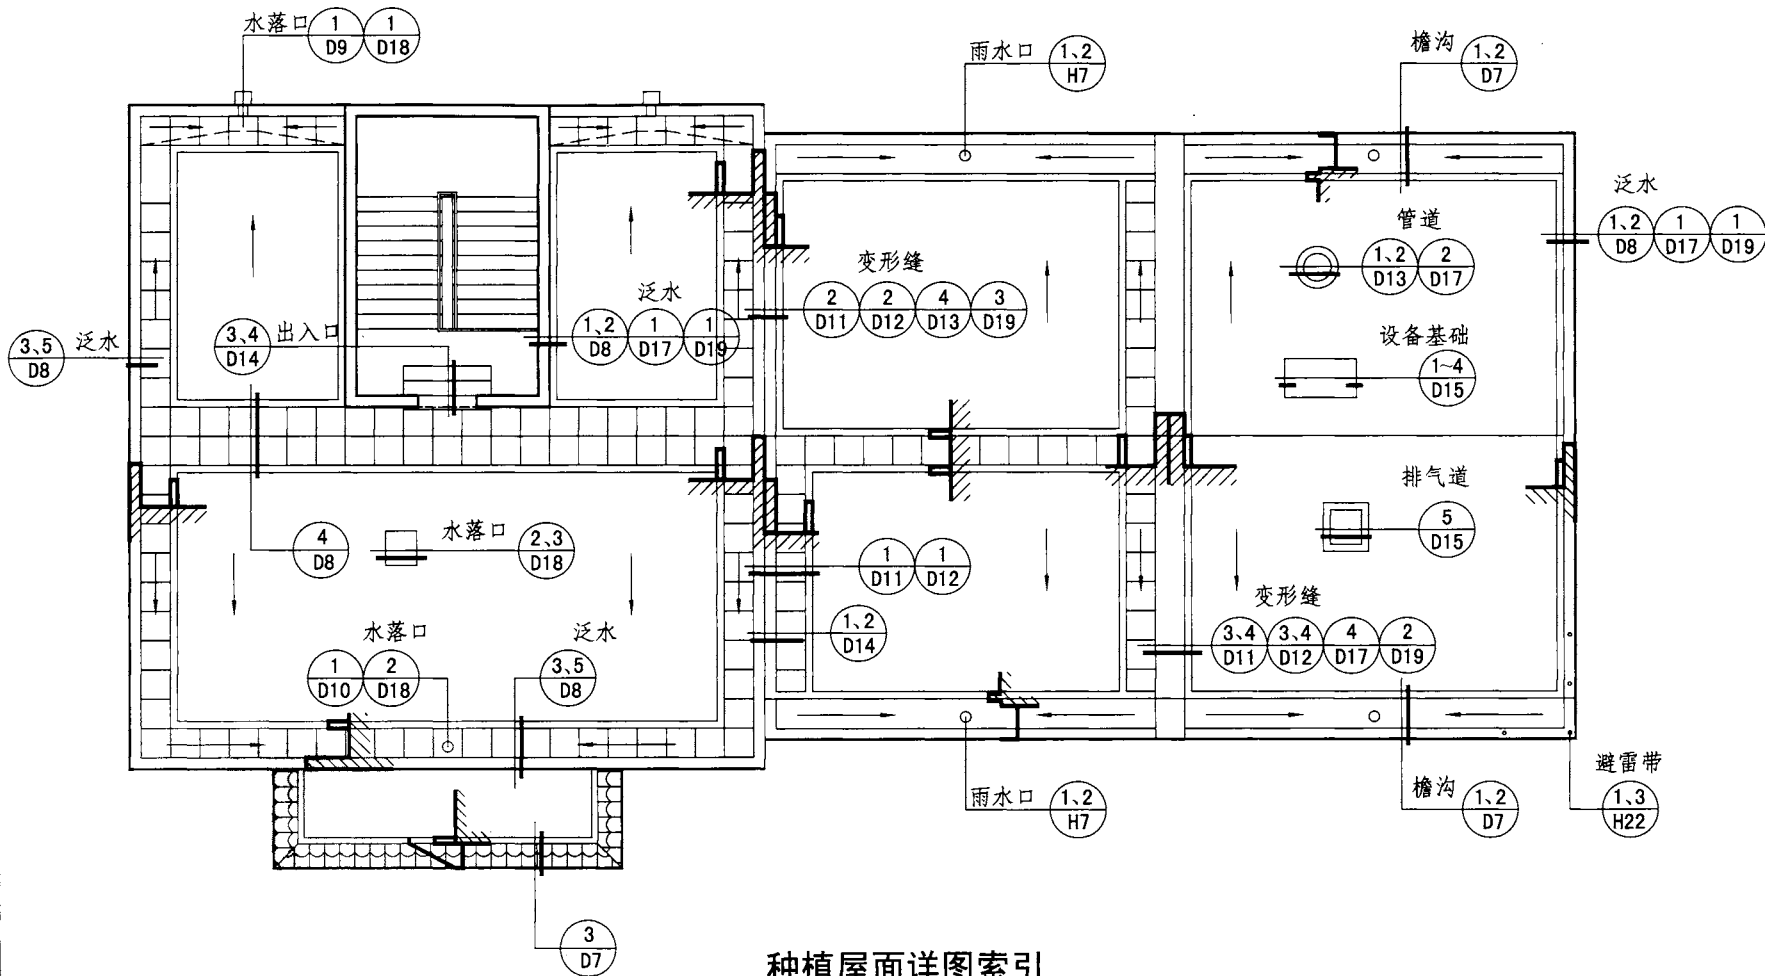 水落口 1/D9 1/D18
雨水口 1、2/H7
檐沟 1、2/D7
泛水
1、2/D8 1/D17 1/D19
管道
1、2/D13 2/D17
变形缝
2/D11 2/D12 4/D13 3/D19
泛水
1、2/D8 1/D17 1/D19
3、5/D8 泛水
3、4/D14 出入口
设备基础
1~4/D15
排气道
5/D15
4/D8
水落口 2、3/D18
1/D11 1/D12
1、2/D14
变形缝
3、4/D11 3、4/D12 4/D17 2/D19
水落口
1/D10 2/D18
泛水
3、5/D8
雨水口 1、2/H7
檐沟 1、2/D7
避雷带
1、3/H22
3/D7
种植屋面详图索引